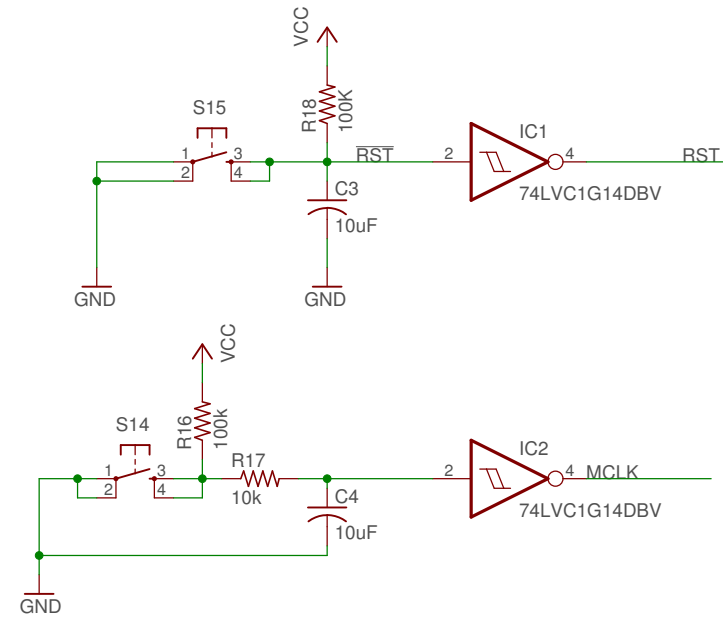 VCC
R18
100K
S15
1
2
3
4
RST
2
IC1
4
RST
74LVC1G14DBV
C3
10uF
GND
GND
VCC
R16
100k
S14
1
2
3
4
R17
10k
C4
10uF
2
IC2
4
MCLK
74LVC1G14DBV
GND